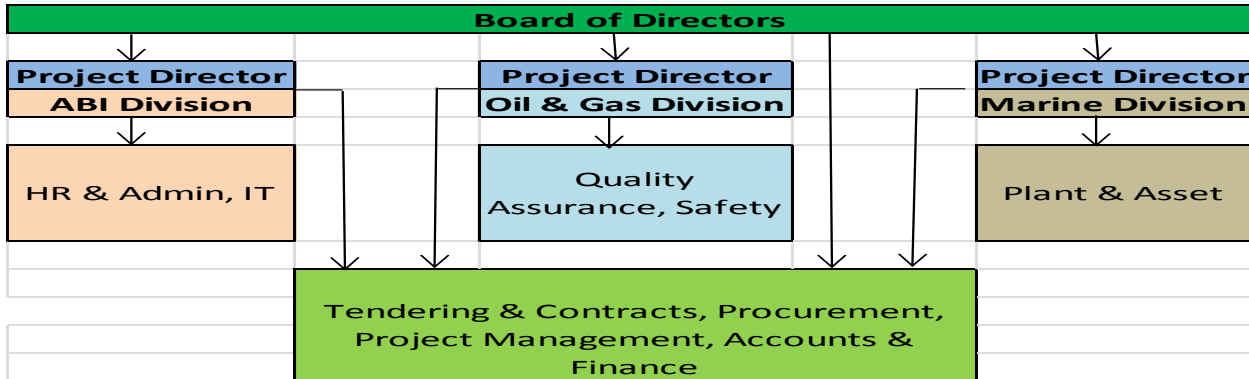 Board of Directors
Project Director
ABI Division
HR & Admin, IT
Project Director
Oil & Gas Division
Quality
Assurance, Safety
Project Director
Marine Division
Plant & Asset
Tendering & Contracts, Procurement,
Project Management, Accounts &
Finance